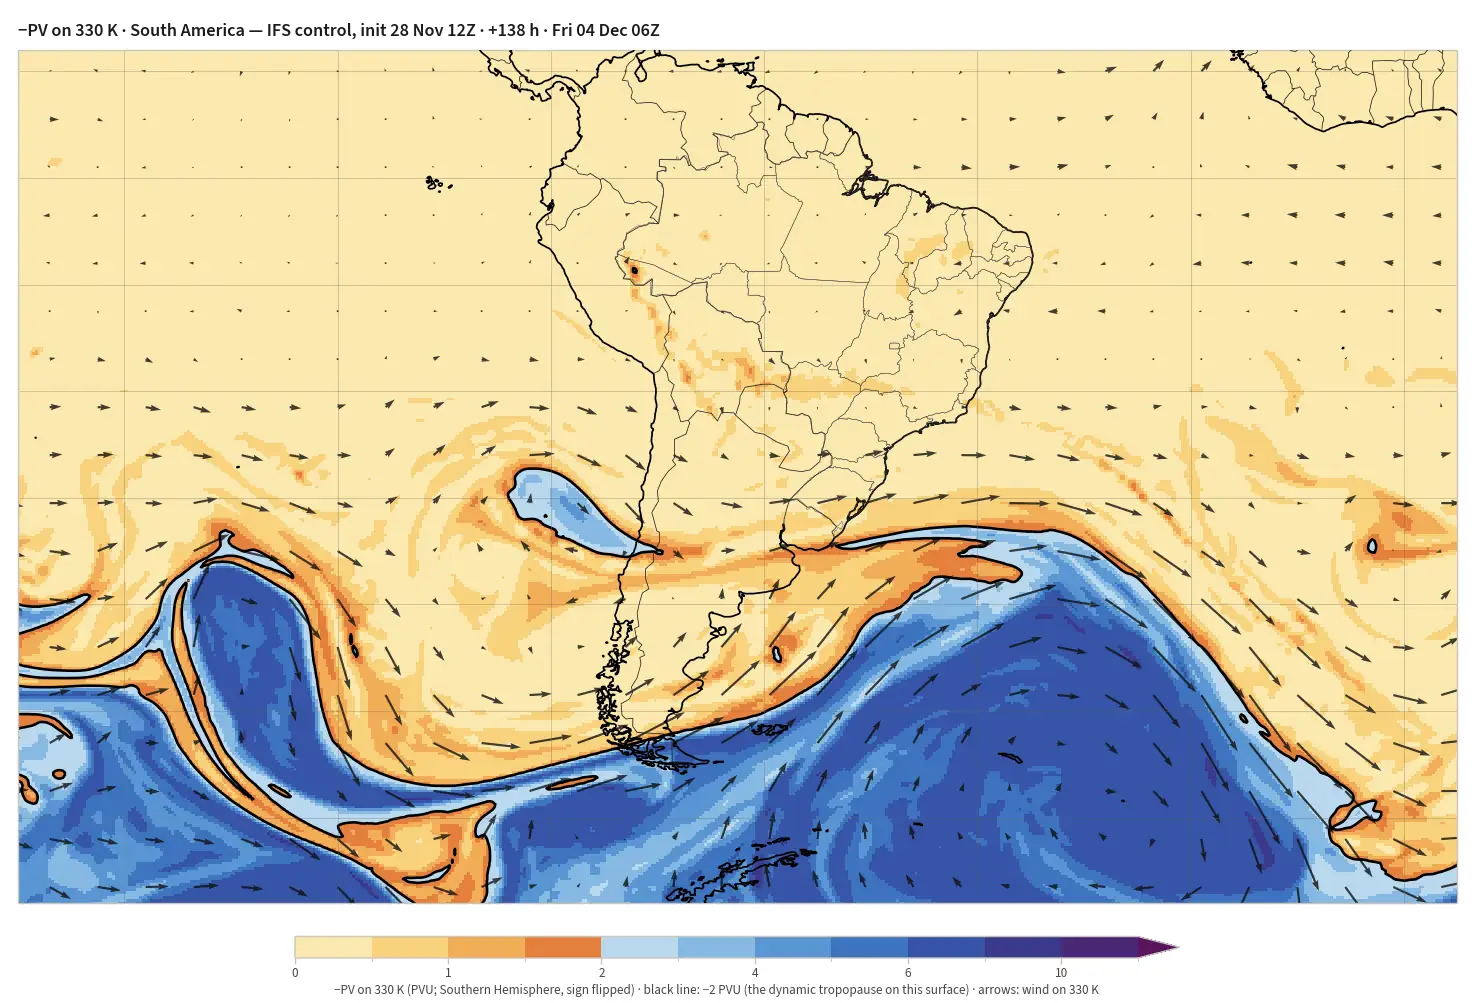 −PV on 330 K · South America — IFS control, init 28 Nov 12Z · +138 h · Fri 04 Dec 06Z
0 1 2 4 6 10
−PV on 330 K (PVU; Southern Hemisphere, sign flipped) · black line: −2 PVU (the dynamic tropopause on this surface) · arrows: wind on 330 K